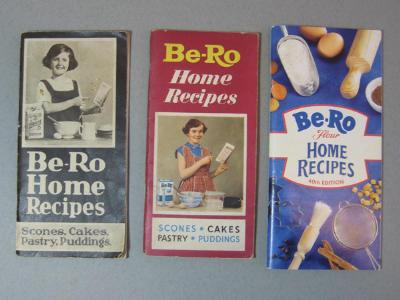 Be-Ro
Home
Recipes
Scones, Cakes,
Pastry, Puddings.
Be-Ro
Home
Recipes
SCONES • CAKES
PASTRY • PUDDINGS
Be-Ro
Flour
HOME
RECIPES
40th EDITION